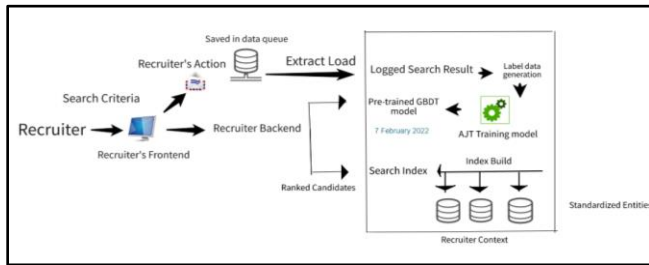 Saved in data queue
Recruiter's Action
Extract Load
Search Criteria
Recruiter
Recruiter's Frontend
Recruiter Backend
Ranked Candidates
Logged Search Result
Label data
generation
Pre-trained GBDT
model
7 February 2022
AJT Training model
Search Index
Index Build
Standardized Entities
Recruiter Context